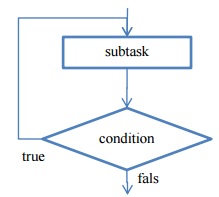 subtask
condition
true
fals